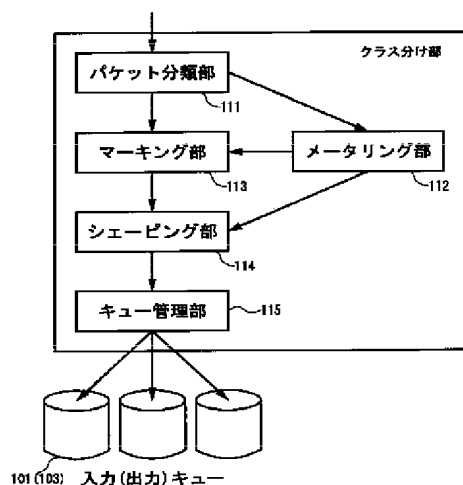 クラス分け部
パケット分類部
111
マーキング部
メータリング部
113
112
シェーピング部
114
キュー管理部
115
101(103) 入力(出力)キュー